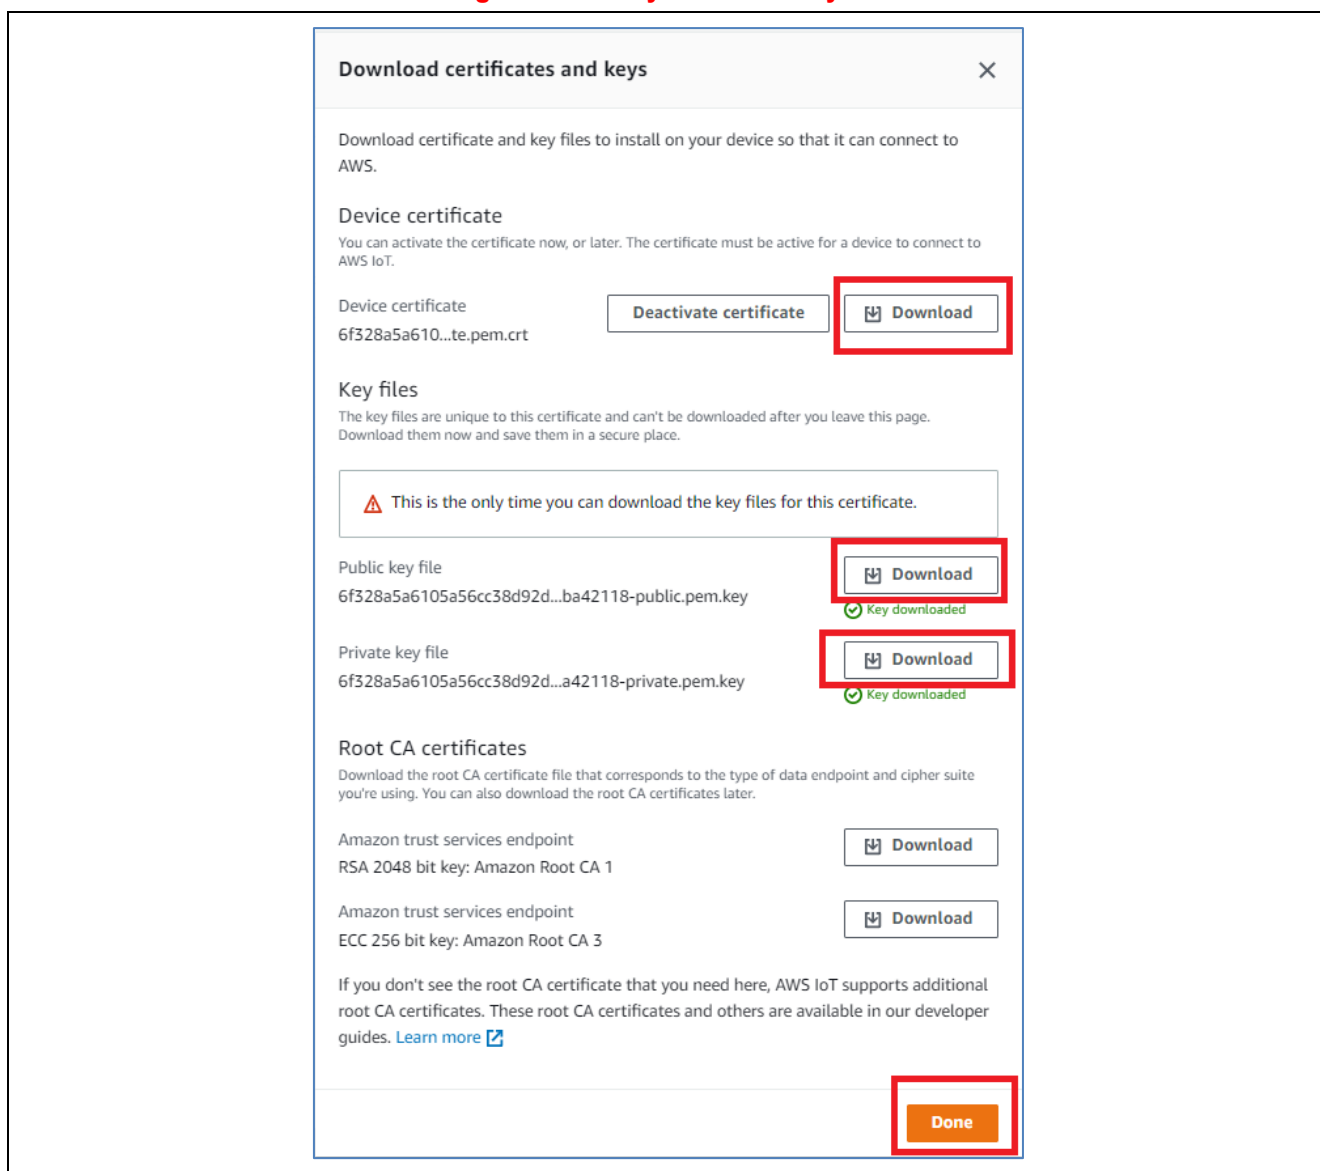 Download certificates and keys
Download certificate and key files to install on your device so that it can connect to
AWS.
Device certificate
You can activate the certificate now, or later. The certificate must be active for a device to connect to
AWS IoT.
Device certificate
Deactivate certificate
Download
6f328a5a610...te.pem.crt
Key files
The key files are unique to this certificate and can't be downloaded after you leave this page.
Download them now and save them in a secure place.
This is the only time you can download the key files for this certificate.
Public key file
Download
6f328a5a6105a56cc38d92d...ba42118-public.pem.key
Key downloaded
Private key file
Download
6f328a5a6105a56cc38d92d...a42118-private.pem.key
Key downloaded
Root CA certificates
Download the root CA certificate file that corresponds to the type of data endpoint and cipher suite
you're using. You can also download the root CA certificates later.
Amazon trust services endpoint
Download
RSA 2048 bit key: Amazon Root CA 1
Amazon trust services endpoint
Download
ECC 256 bit key: Amazon Root CA 3
If you don't see the root CA certificate that you need here, AWS IoT supports additional
root CA certificates. These root CA certificates and others are available in our developer
guides. Learn more
Done